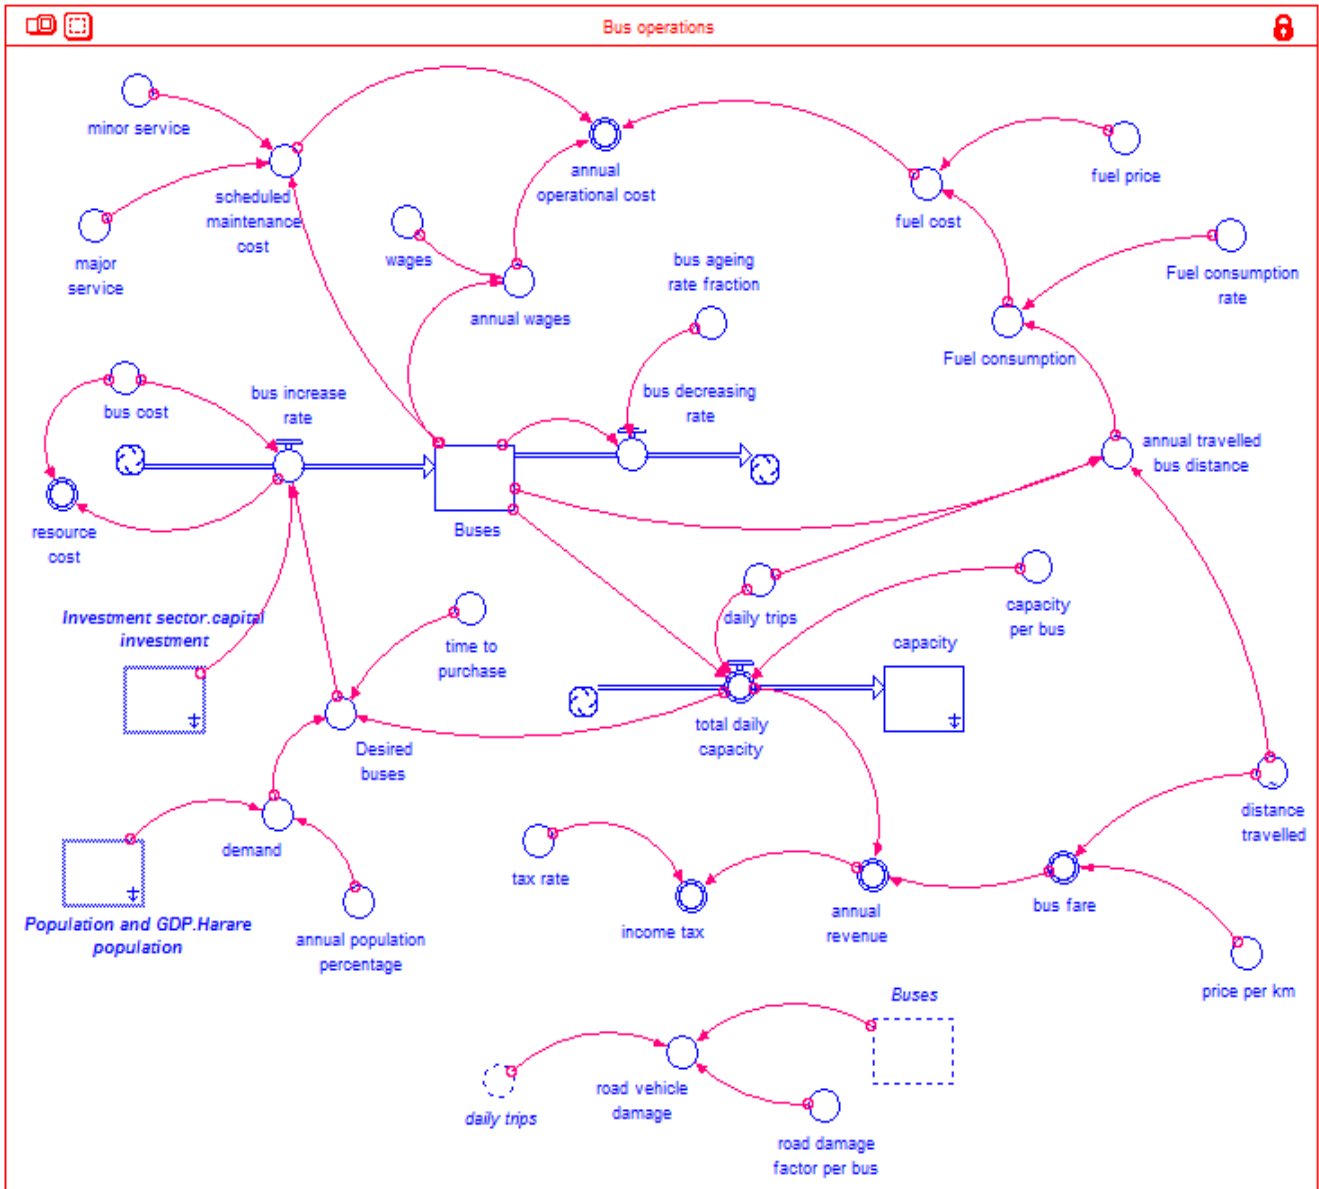 Bus operations
minor service
annual
operational cost
fuel price
scheduled
maintenance
cost
fuel cost
major
service
wages
bus ageing
rate fraction
Fuel consumption
rate
annual wages
Fuel consumption
bus cost
bus increase
rate
bus decreasing
rate
annual travelled
bus distance
resource
cost
Buses
Investment sector.capital
investment
time to
purchase
daily trips
capacity
per bus
capacity
Desired
buses
total daily
capacity
distance
travelled
demand
tax rate
Population and GDP.Harare
population
annual population
percentage
income tax
annual
revenue
bus fare
price per km
Buses
daily trips
road vehicle
damage
road damage
factor per bus